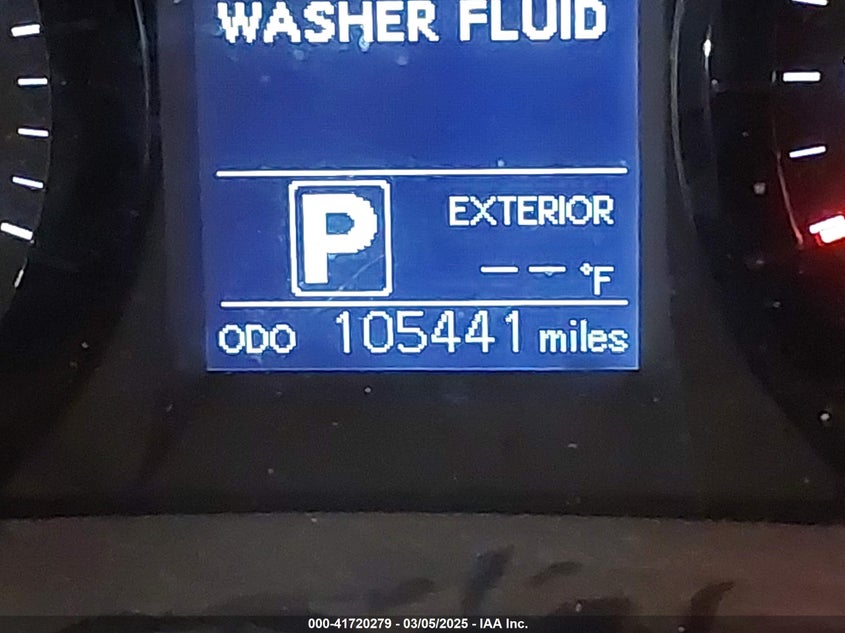 WASHER FLUID
P
EXTERIOR
-- °F
ODO 105441 miles
000-41720279 - 03/05/2025 - IAA Inc.